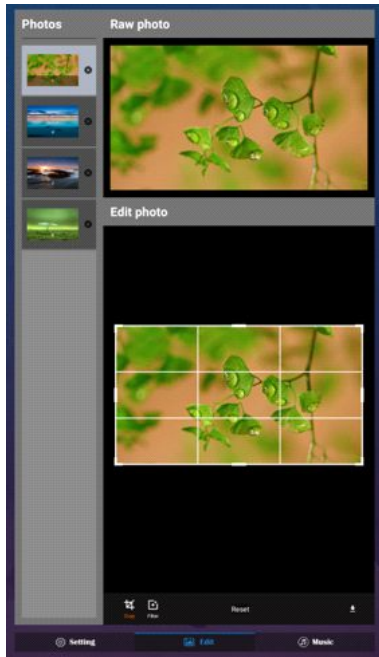 Photos
Raw photo
Edit photo
Crop
Filter
Reset
Setting
Edit
Music